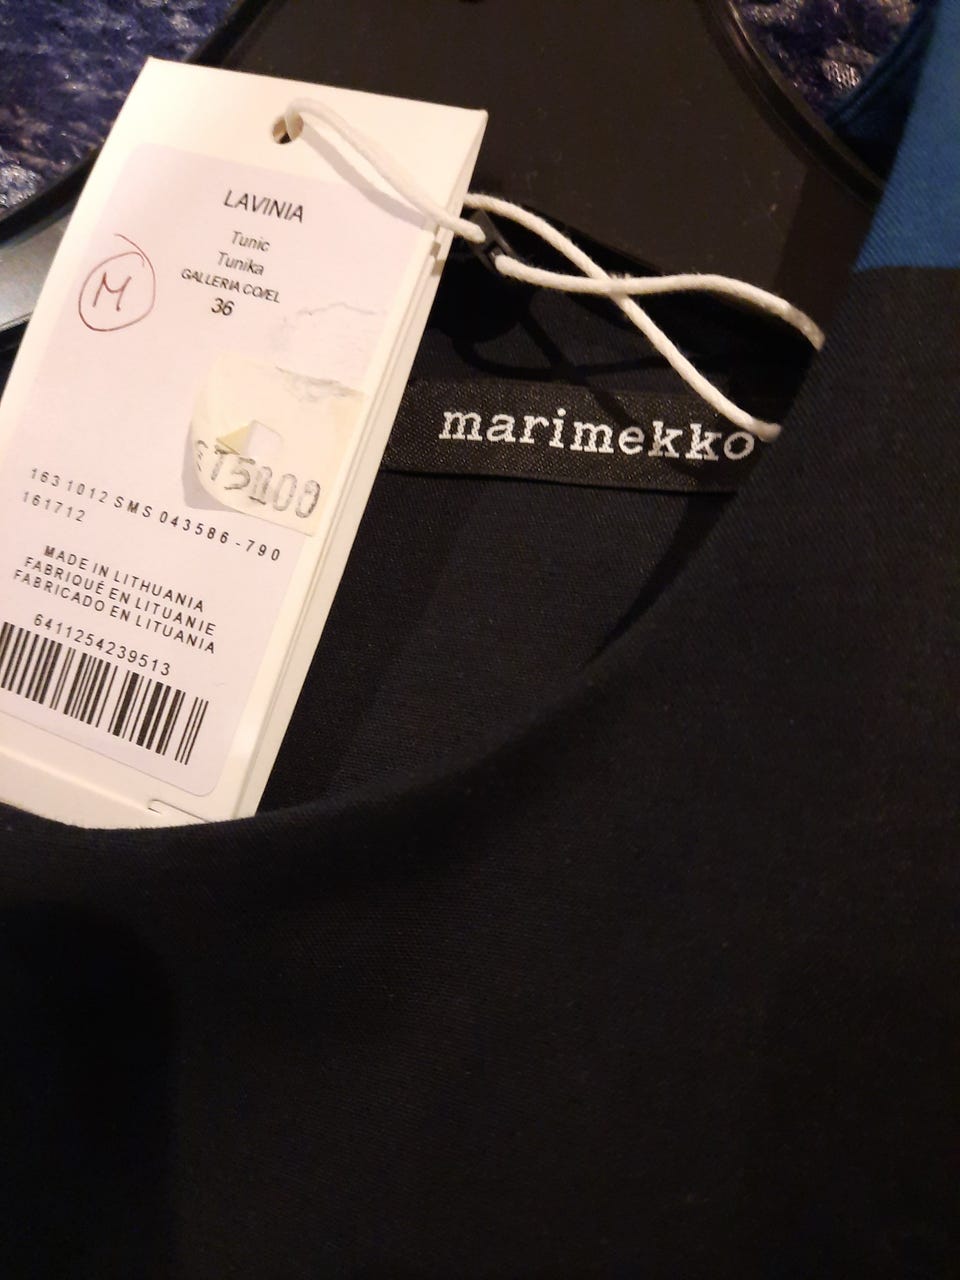 LAVINIA
Tunic
Tunika
GALLERIA CO/EL
36
M
marimekko
1631012 SMS 043586-790
161712
MADE IN LITHUANIA
FABRIQUÉ EN LITUANIE
FABRICADO EN LITUANIA
6411254239513